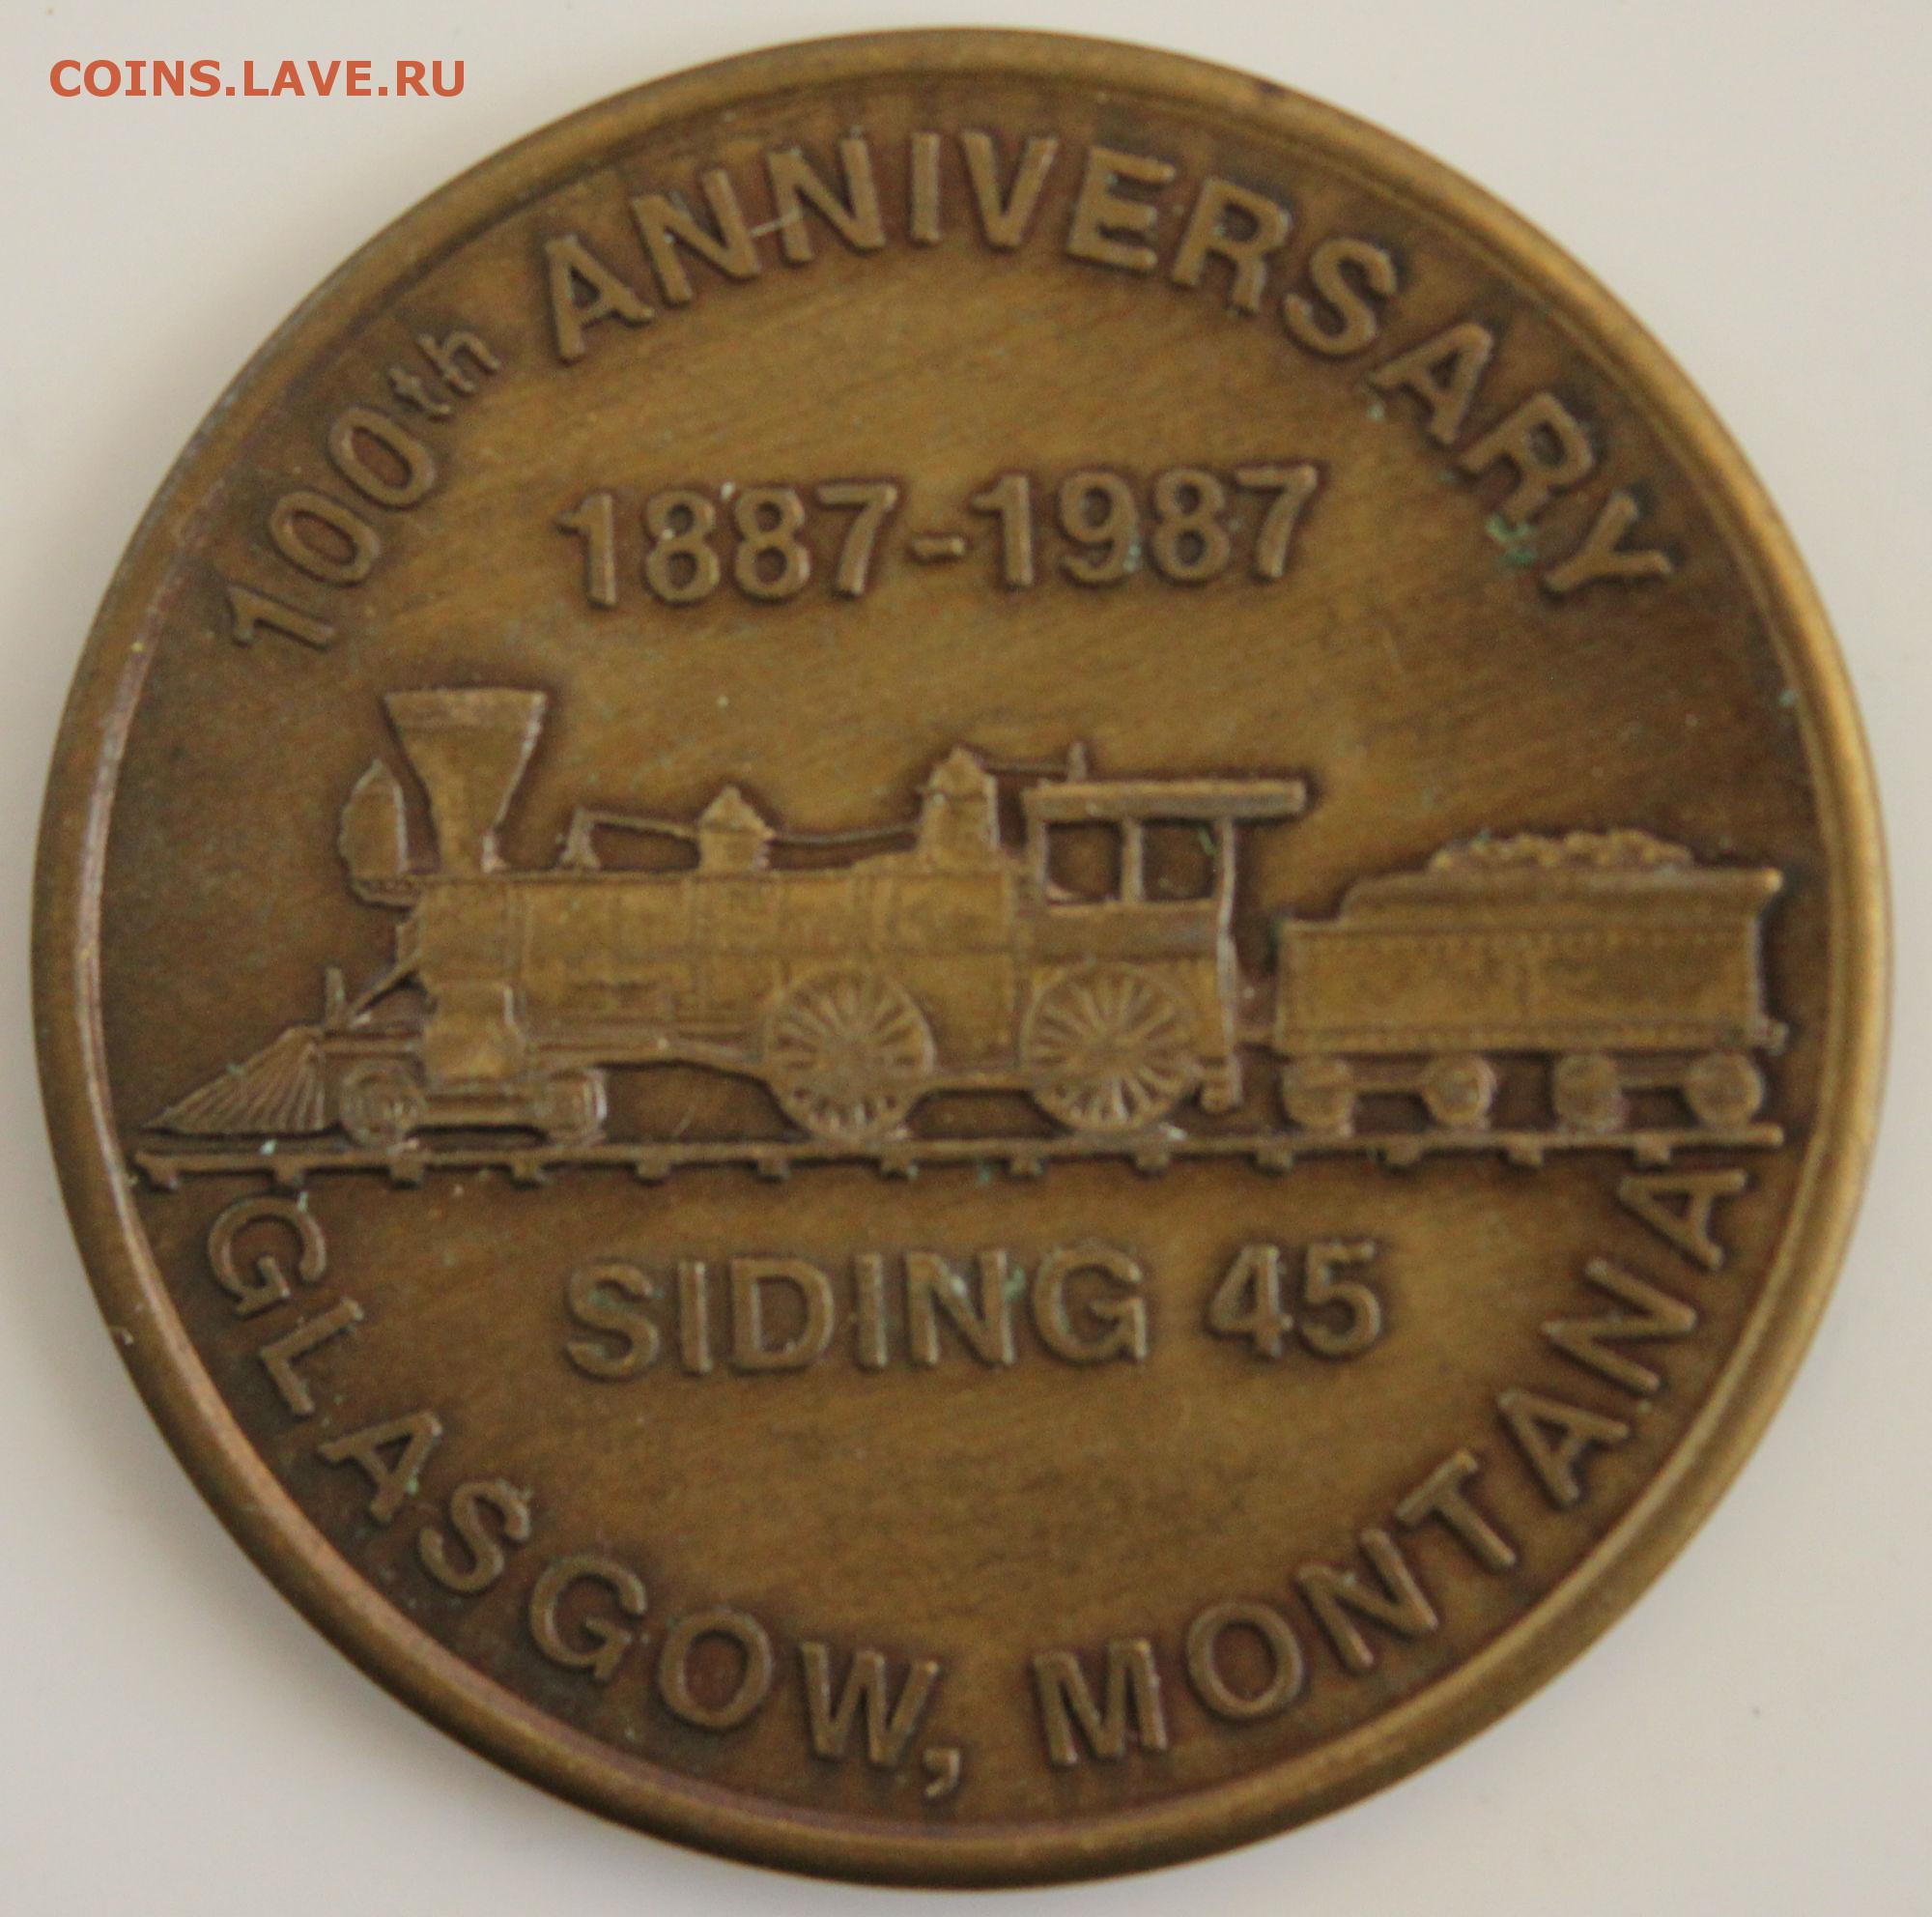 COINS.LAVE.RU
100th ANNIVERSARY
1887-1987
SIDING 45
GLASGOW, MONTANA